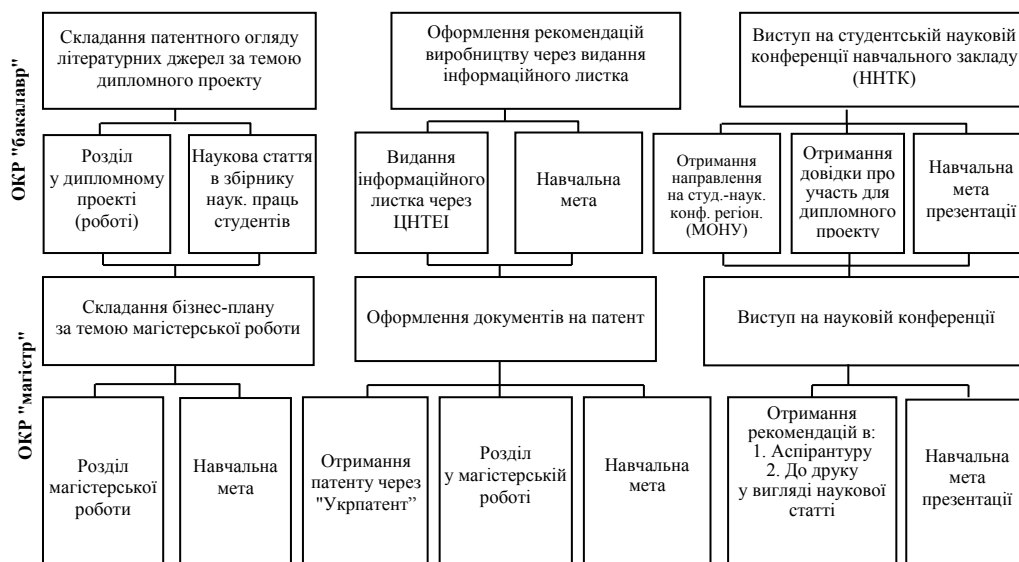 ОКР "бакалавр"
Складання патентного огляду
літературних джерел за темою
дипломного проекту
Оформлення рекомендацій
виробництву через видання
інформаційного листка
Виступ на студентській науковій
конференції навчального закладу
(ННТК)
Розділ
у дипломному
проекті
(роботі)
Наукова стаття
в збірнику
наук. праць
студентів
Видання
інформаційного
листка через
ЦНТЕІ
Навчальна
мета
Отримання
направлення
на студ.-наук.
конф. регіон.
(МОНУ)
Отримання
довідки про
участь для
дипломного
проекту
Навчальна
мета
презентації
ОКР "магістр"
Складання бізнес-плану
за темою магістерської роботи
Оформлення документів на патент
Виступ на науковій конференції
Розділ
магістерської
роботи
Навчальна
мета
Отримання
патенту через
"Укрпатент”
Розділ
у магістерській
роботі
Навчальна
мета
Отримання
рекомендацій в:
1. Аспірантуру
2. До друку
у вигляді наукової
статті
Навчальна
мета
презентації